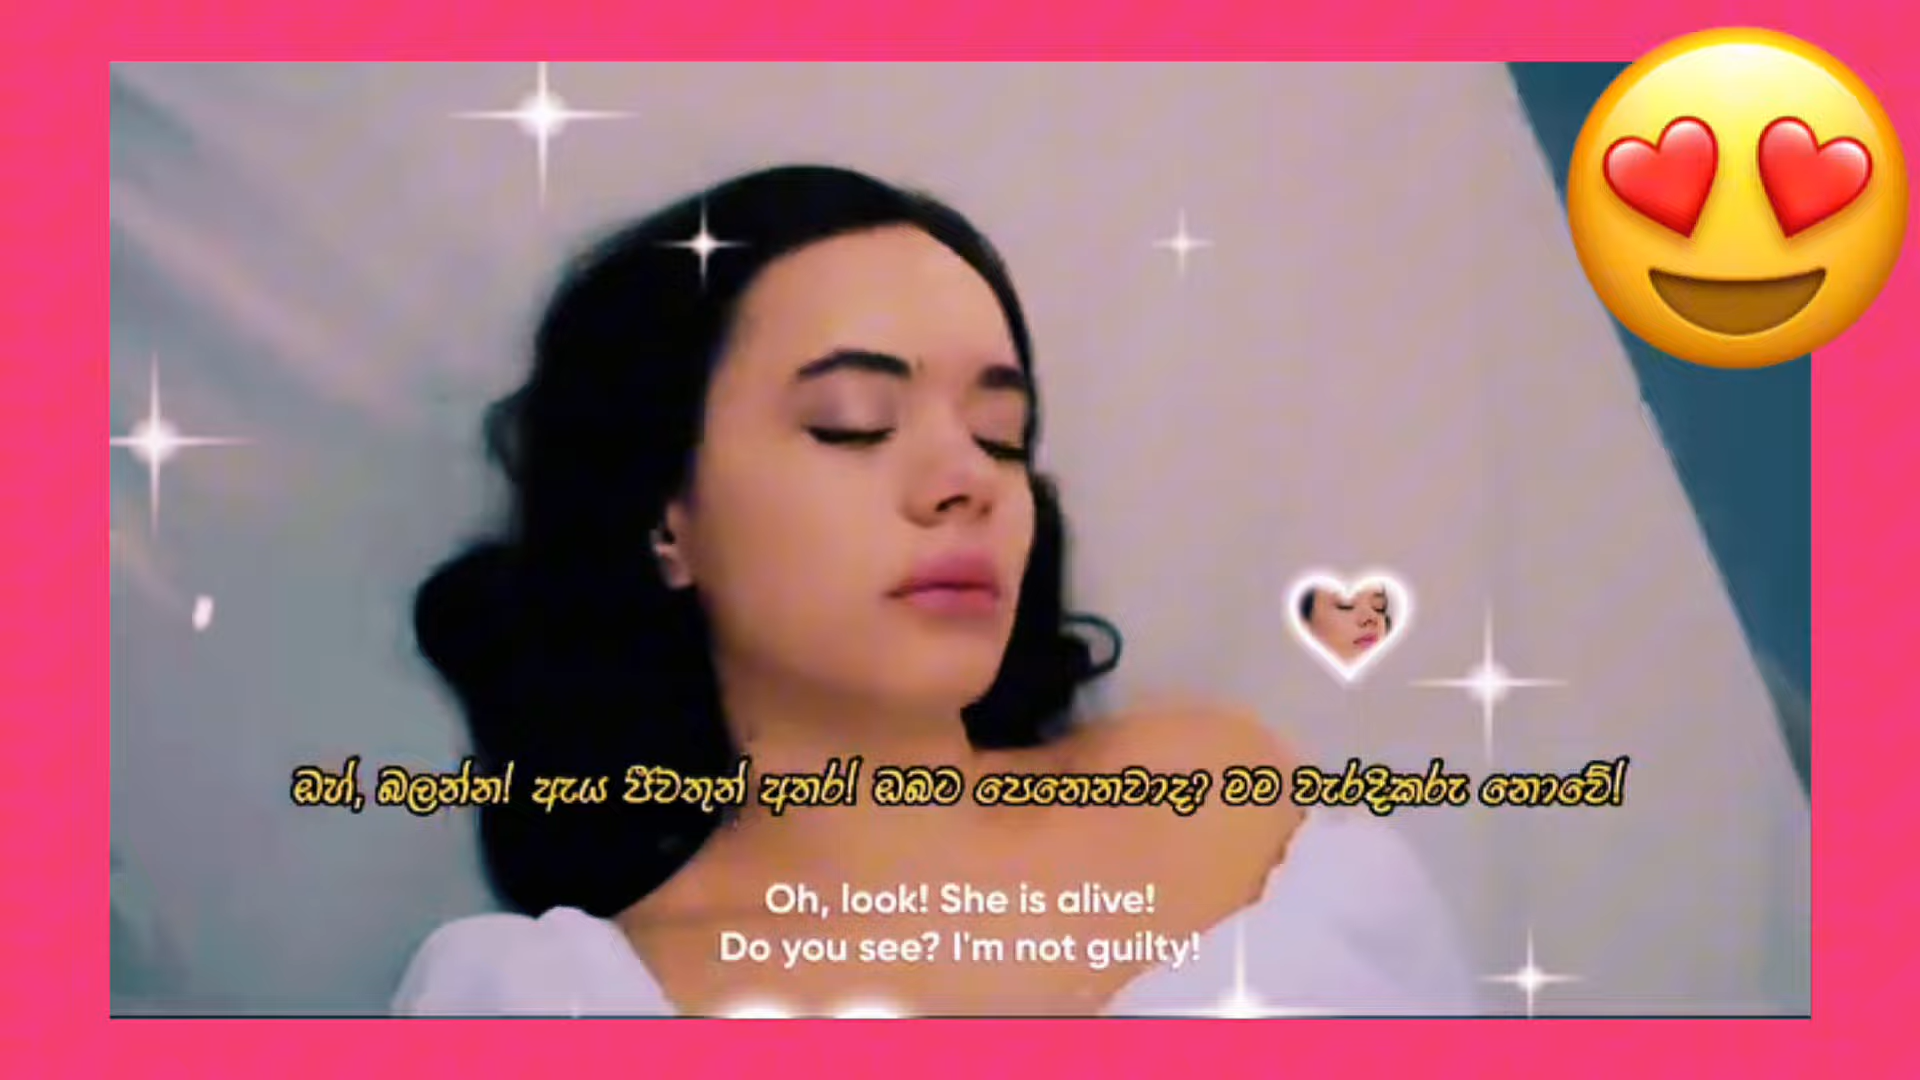 ඔහ්, බලන්න! ඇය ජීවතුන් අතර! ඔබට පෙනෙනවාද? මම වැරදිකරු නොවේ!
Oh, look! She is alive!
Do you see? I'm not guilty!